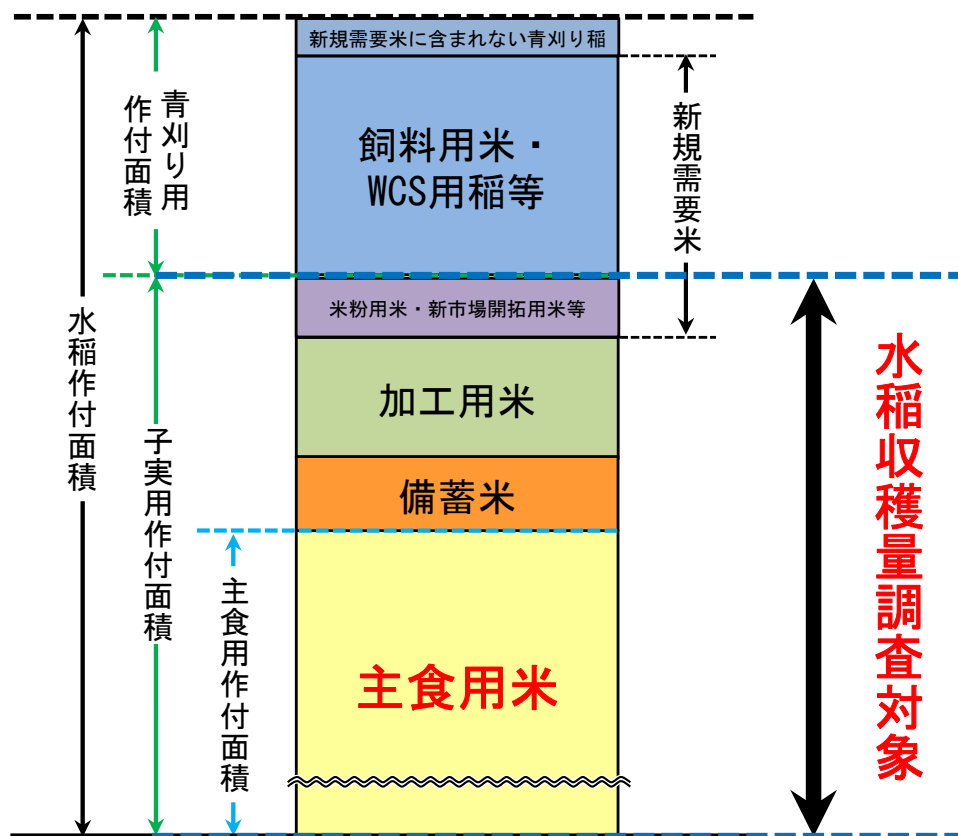 新規需要米に含まれない青刈り稲
飼料用米・
WCS用稲等
米粉用米・新市場開拓用米等
加工用米
備蓄米
主食用米
水稲作付面積
青刈り用
作付面積
子実用作付面積
主食用作付面積
新規需要米
水稲収穫量調査対象